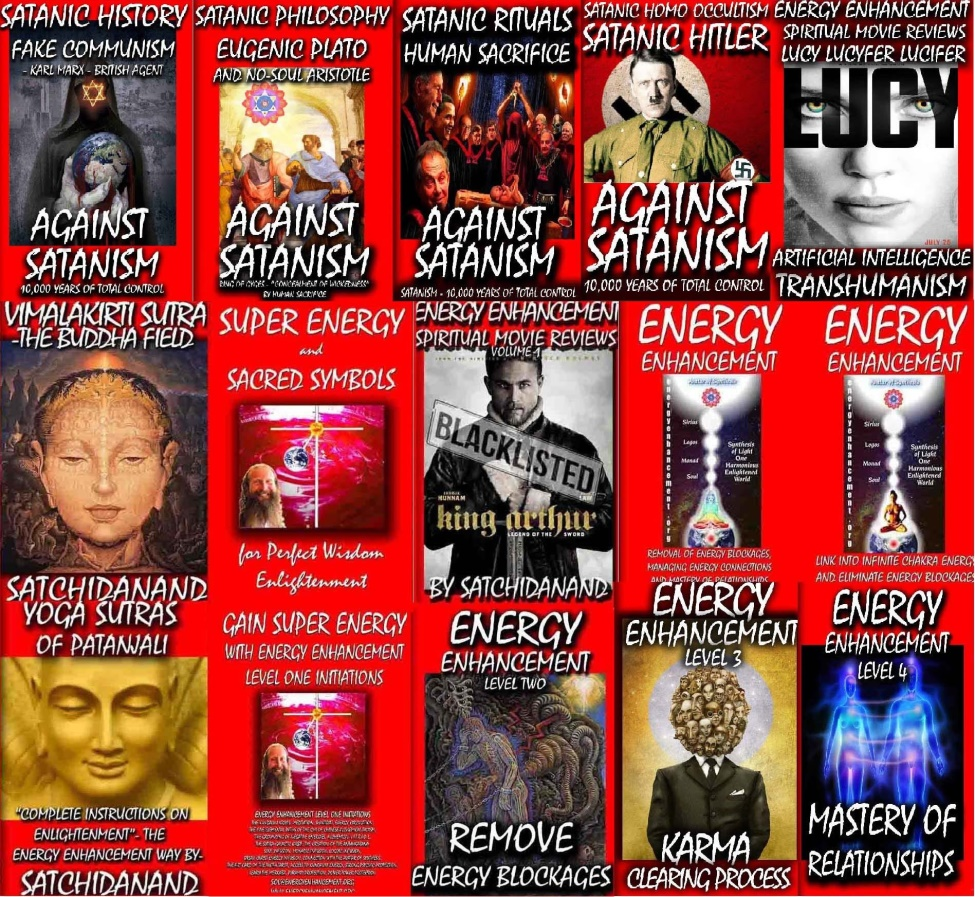 SATANIC HISTORY
FAKE COMMUNISM
- KARL MARX - BRITISH AGENT
AGAINST
SATANISM
10,000 YEARS OF TOTAL CONTROL
SATANIC PHILOSOPHY
EUGENIC PLATO
AND NO-SOUL ARISTOTLE
AGAINST
SATANISM
RING OF GYGES - "CONCEALMENT OF WICKEDNESS"
BY HUMAN SACRIFICE
SATANIC RITUALS
HUMAN SACRIFICE
AGAINST
SATANISM
SATANISM - 10,000 YEARS OF TOTAL CONTROL
SATANIC HOMO OCCULTISM
SATANIC HITLER
AGAINST
SATANISM
10,000 YEARS OF TOTAL CONTROL
ENERGY ENHANCEMENT
SPIRITUAL MOVIE REVIEWS
LUCY LUCYFER LUCIFER
LUCY
JULY 25
ARTIFICIAL INTELLIGENCE
TRANSHUMANISM
VIMALAKIRTI SUTRA
-THE BUDDHA FIELD
SATCHIDANAND
SUPER ENERGY
and
SACRED SYMBOLS
for Perfect Wisdom
Enlightenment
ENERGY ENHANCEMENT
SPIRITUAL MOVIE REVIEWS
VOLUME 1
BLACKLISTED
HUNNAM
LAW
king arthur
LEGEND OF THE SWORD
BY SATCHIDANAND
ENERGY
ENHANCEMENT
Avatar of Synthesis
energyenhancement.org
Sirius
Logos
Monad
Soul
Synthesis
of Light
One
Harmonious
Enlightened
World
REMOVAL OF ENERGY BLOCKAGES,
MANAGING ENERGY CONNECTIONS
AND MASTERY OF RELATIONSHIPS
ENERGY
ENHANCEMENT
Avatar of Synthesis
energyenhancement.org
Sirius
Logos
Monad
Soul
Synthesis
of Light
One
Harmonious
Enlightened
World
LINK INTO INFINITE CHAKRA ENERGY
AND ELIMINATE ENERGY BLOCKAGES
YOGA SUTRAS
OF PATANJALI
"COMPLETE INSTRUCTIONS ON
ENLIGHTENMENT"- THE
ENERGY ENHANCEMENT WAY BY-
SATCHIDANAND
GAIN SUPER ENERGY
WITH ENERGY ENHANCEMENT
LEVEL ONE INITIATIONS
ENERGY ENHANCEMENT LEVEL ONE INITIATIONS
ENERGY
ENHANCEMENT
LEVEL TWO
REMOVE
ENERGY BLOCKAGES
ENERGY
ENHANCEMENT
LEVEL 3
KARMA
CLEARING PROCESS
ENERGY
ENHANCEMENT
LEVEL 4
MASTERY OF
RELATIONSHIPS